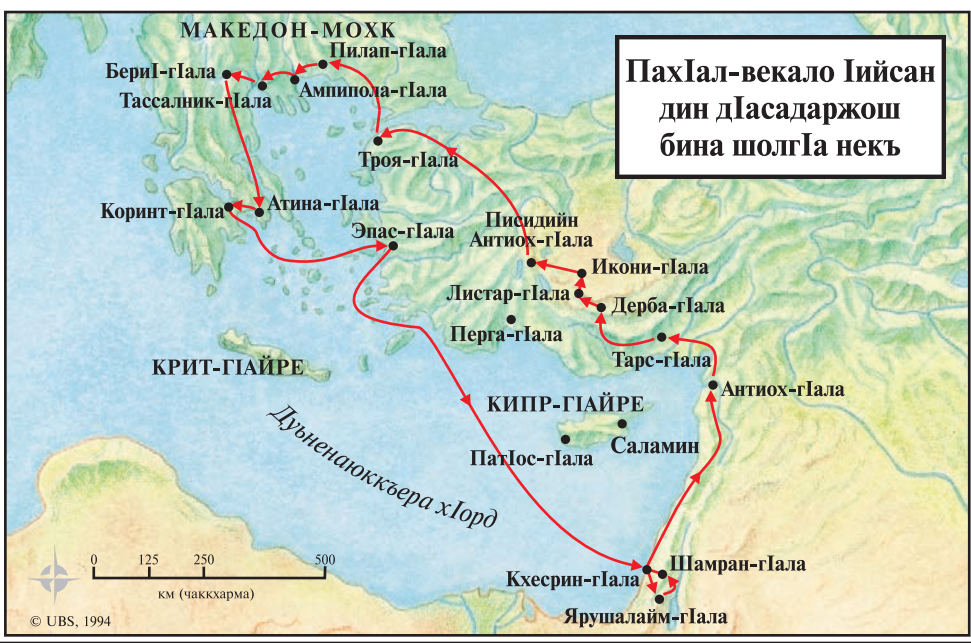 МАКЕДОН-МОХК
ПахӀал-векало Ӏийсан
дин дӀасадаржош
бина шолгӀа некъ
Пилап-гӀала
БериӀ-гӀала
Ампипола-гӀала
Тассалник-гӀала
Троя-гӀала
Коринт-гӀала
Атина-гӀала
Эпас-гӀала
Писидийн
Антиох-гӀала
Икони-гӀала
Листар-гӀала
Дерба-гӀала
Перга-гӀала
Тарс-гӀала
КРИТ-ГӀАЙРЕ
Антиох-гӀала
КИПР-ГӀАЙРЕ
Саламин
ПатӀос-гӀала
Дуьненаюккъера хӀорд
0 125 250 500
км (чаккхарма)
Шамран-гӀала
Кхесрин-гӀала
Ярушалайм-гӀала
© UBS, 1994